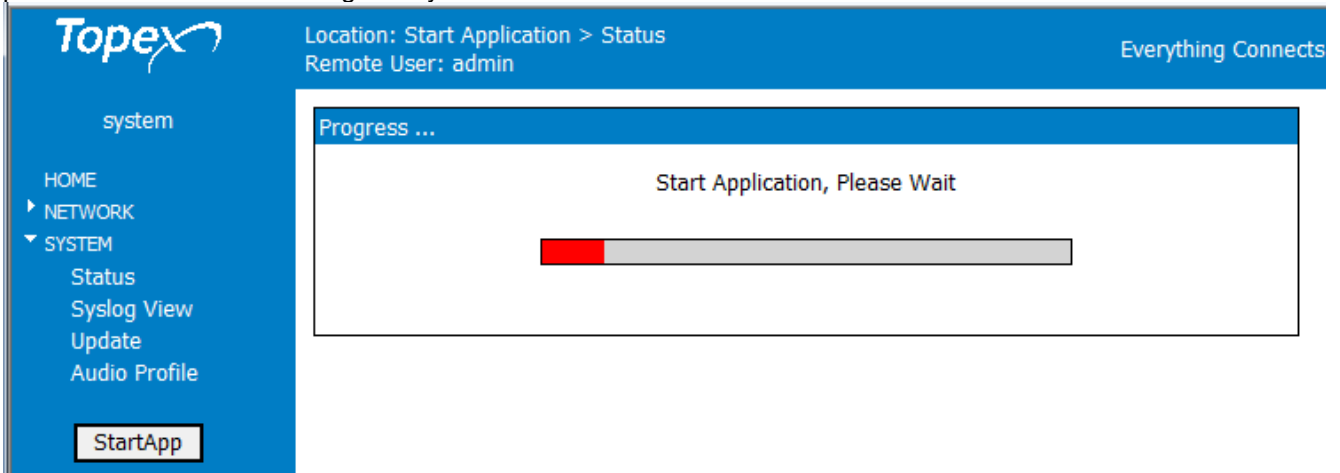 Topex
Location: Start Application > Status
Remote User: admin
Everything Connects
system
HOME
NETWORK
SYSTEM
Status
Syslog View
Update
Audio Profile
StartApp
Progress ...
Start Application, Please Wait